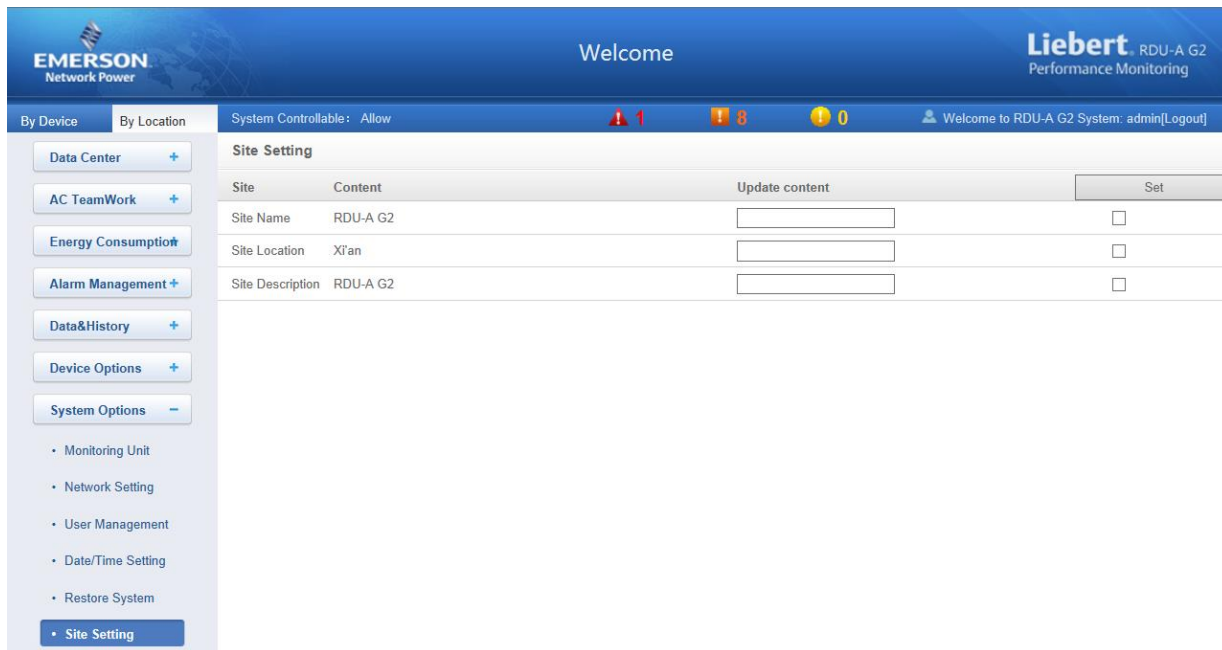 EMERSON
Network Power
Welcome
Liebert. RDU-A G2
Performance Monitoring
By Device By Location
System Controllable: Allow
1 8 0
Welcome to RDU-A G2 System: admin[Logout]
Data Center +
AC TeamWork +
Energy Consumption+
Alarm Management +
Data&History +
Device Options +
System Options −
• Monitoring Unit
• Network Setting
• User Management
• Date/Time Setting
• Restore System
• Site Setting
Site Setting
Site Content Update content Set
Site Name RDU-A G2
Site Location Xi'an
Site Description RDU-A G2